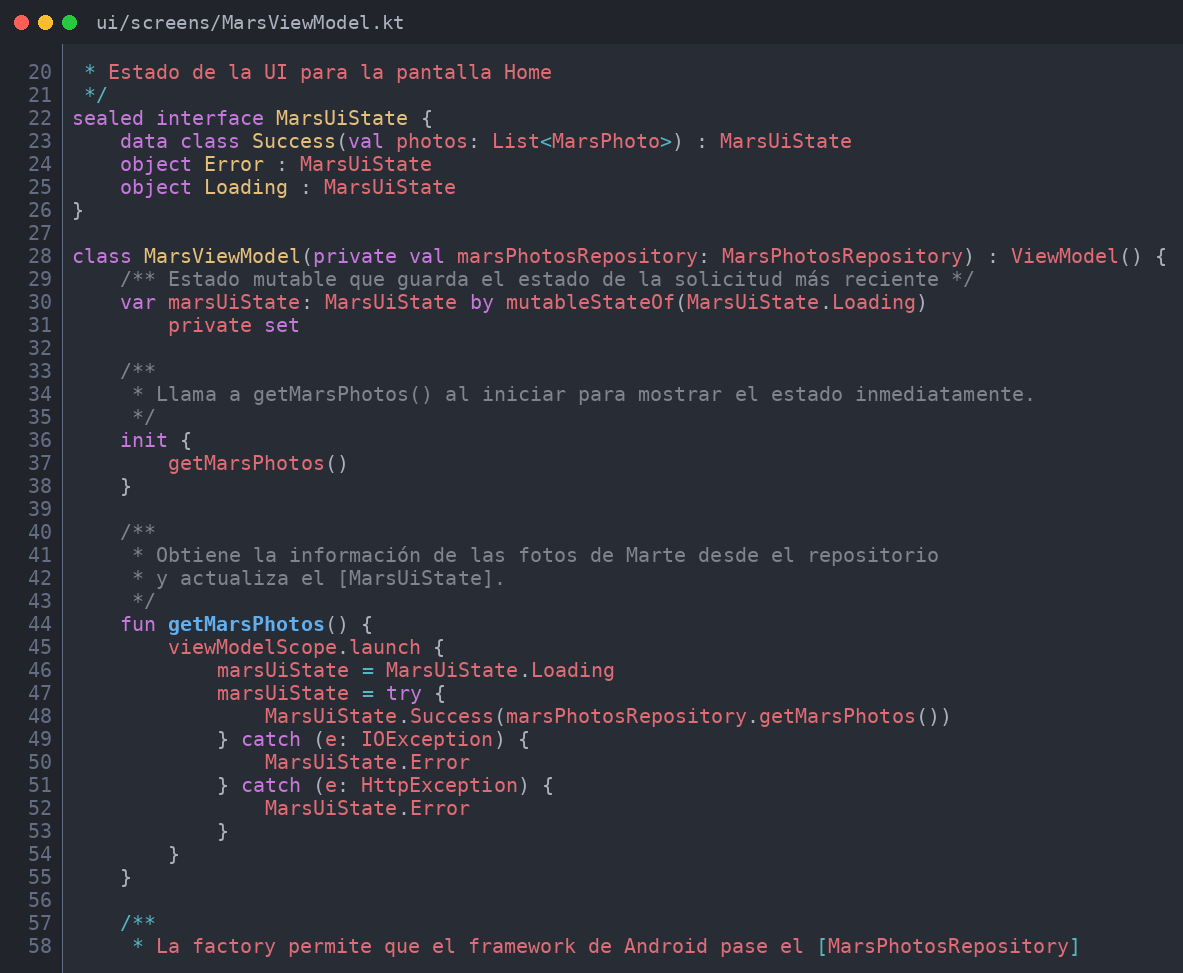 ui/screens/MarsViewModel.kt
20  * Estado de la UI para la pantalla Home
21  */
22 sealed interface MarsUiState {
23     data class Success(val photos: List<MarsPhoto>) : MarsUiState
24     object Error : MarsUiState
25     object Loading : MarsUiState
26 }
27
28 class MarsViewModel(private val marsPhotosRepository: MarsPhotosRepository) : ViewModel() {
29     /** Estado mutable que guarda el estado de la solicitud más reciente */
30     var marsUiState: MarsUiState by mutableStateOf(MarsUiState.Loading)
31         private set
32
33     /**
34      * Llama a getMarsPhotos() al iniciar para mostrar el estado inmediatamente.
35      */
36     init {
37         getMarsPhotos()
38     }
39
40     /**
41      * Obtiene la información de las fotos de Marte desde el repositorio
42      * y actualiza el [MarsUiState].
43      */
44     fun getMarsPhotos() {
45         viewModelScope.launch {
46             marsUiState = MarsUiState.Loading
47             marsUiState = try {
48                 MarsUiState.Success(marsPhotosRepository.getMarsPhotos())
49             } catch (e: IOException) {
50                 MarsUiState.Error
51             } catch (e: HttpException) {
52                 MarsUiState.Error
53             }
54         }
55     }
56
57     /**
58      * La factory permite que el framework de Android pase el [MarsPhotosRepository]